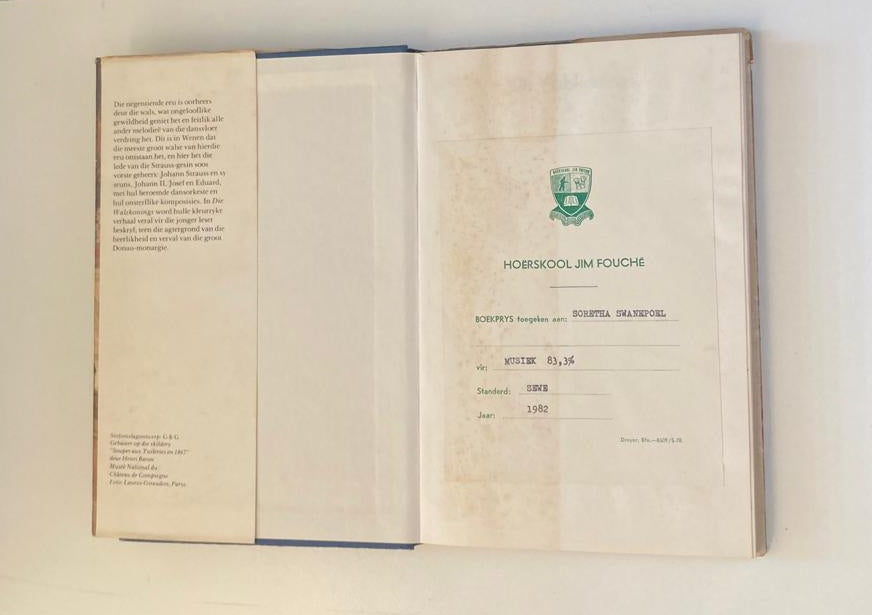 Die negentiende eeu is oorheers
deur die wals, wat ongelooflike
gewildheid geniet het en feitlik alle
ander melodieë van die dansvloer
verdring het. Dit is in Wenen dat
die meeste groot walse van hierdie
eeu ontstaan het, en hier het die
lede van die Strauss-gesin soos
vorste geheers: Johann Strauss en sy
seuns, Johann II, Josef en Eduard,
met hul beroemde dansorkeste en
hul onsterflike komposisies. In Die
Walskonings word hulle kleurryke
verhaal veral vir die jonger leser
beskryf, teen die agtergrond van die
heerlikheid en verval van die groot
Donau-monargie.
Stofomslagontwerp: G & G
Gebaseer op die skildery
"Souper aux Tuileries en 1867"
deur Henri Baron
Musée National du
Château de Compiègne
Foto: Lauros-Giraudon, Parys
HOËRSKOOL JIM FOUCHÉ
HOËRSKOOL JIM FOUCHÉ
BOEKPRYS toegeken aan: SORETHA SWANEPOEL
vir: MUSIEK 83,3%
Standerd: SEWE
Jaar: 1982